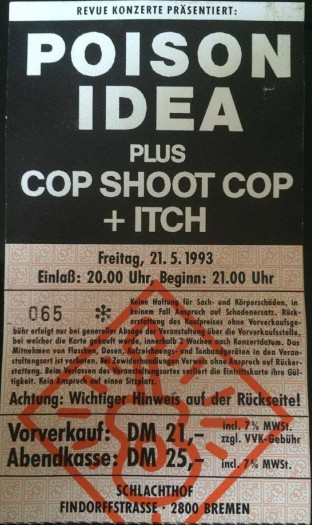 REVUE KONZERTE PRÄSENTIERT:
POISON
IDEA
PLUS
COP SHOOT COP
+ ITCH
Freitag, 21. 5. 1993
Einlaß: 20.00 Uhr, Beginn: 21.00 Uhr
065 *
Keine Haftung für Sach- und Körperschäden, in
keinem Fall Anspruch auf Schadenersatz. Rück-
erstattung des Kaufpreises ohne Vorverkaufsge-
bühr erfolgt nur bei genereller Absage der Veranstaltung über die Vorverkaufsstelle,
bei welcher die Karte gekauft wurde, innerhalb 2 Wochen nach Konzertdatum. Das
Mitnehmen von Flaschen, Dosen, Aufzeichnungs- und Tonbandgeräten in den Veran-
staltungsort ist verboten. Bei Zuwiderhandlungen Verweis ohne Anspruch auf Rücker-
stattung. Beim Verlassen des Veranstaltungsortes verliert die Eintrittskarte ihre Gül-
tigkeit. Kein Anspruch auf einen Sitzplatz.
Achtung: Wichtiger Hinweis auf der Rückseite!
Vorverkauf: DM 21,– incl. 7% MWSt.
zzgl. VVK-Gebühr
Abendkasse: DM 25,– incl. 7% MWSt.
SCHLACHTHOF
FINDORFFSTRASSE · 2800 BREMEN